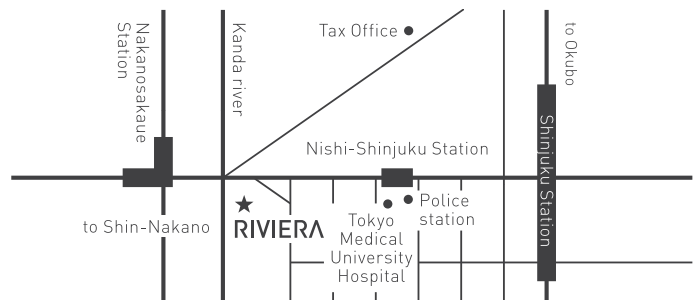 Nakanosakaue
Station
Kanda river
Tax Office
to Okubo
Nishi-Shinjuku Station
Shinjuku Station
to Shin-Nakano
RIVIERA
Tokyo
Medical
University
Hospital
Police
station